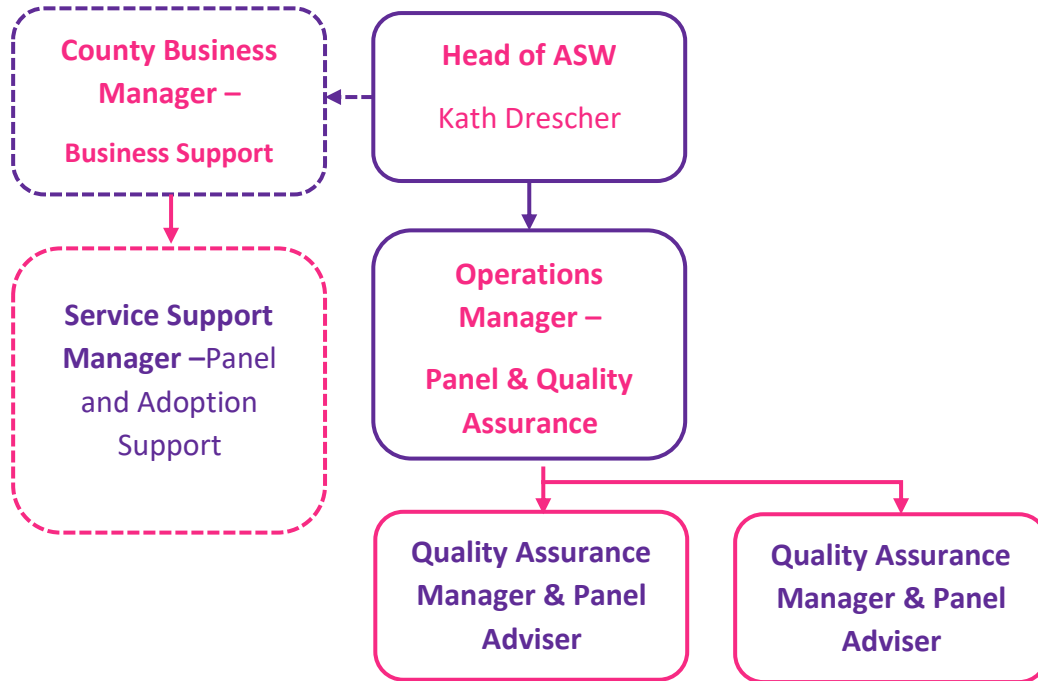 County Business
Manager –
Business Support
Head of ASW
Kath Drescher
Service Support
Manager –Panel
and Adoption
Support
Operations
Manager –
Panel & Quality
Assurance
Quality Assurance
Manager & Panel
Adviser
Quality Assurance
Manager & Panel
Adviser